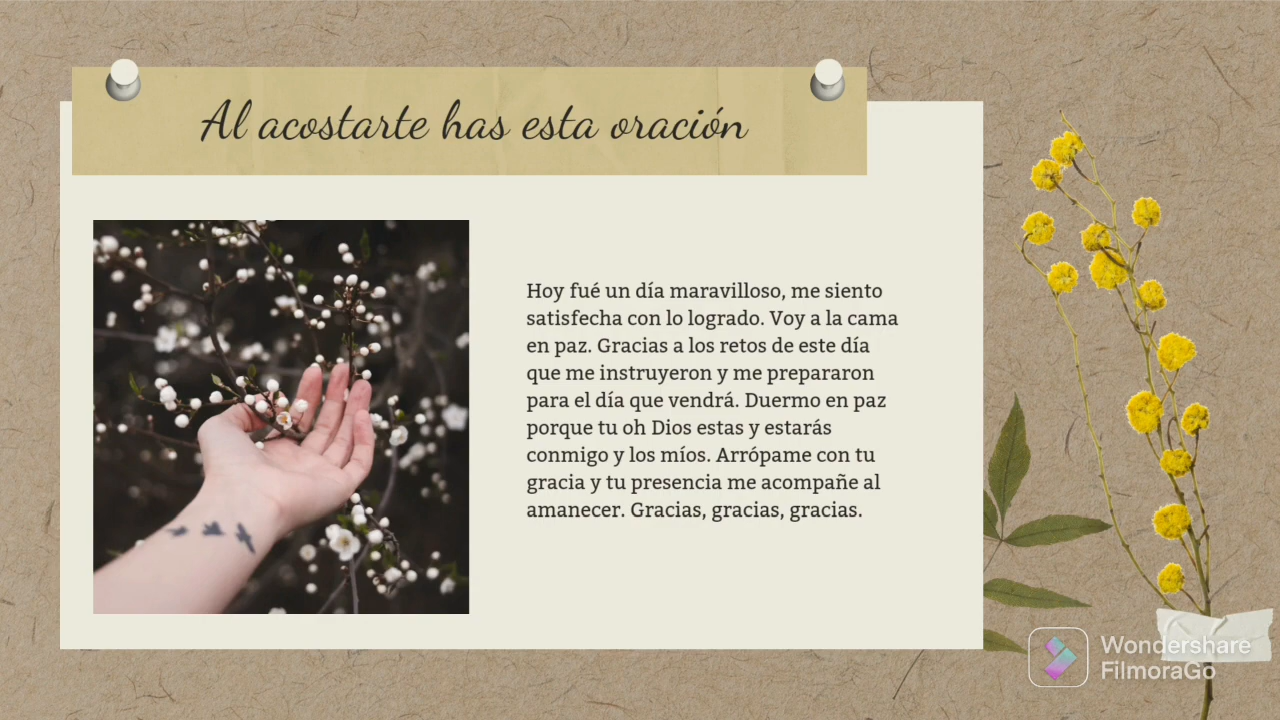 Al acostarte has esta oración
Hoy fué un día maravilloso, me siento
satisfecha con lo logrado. Voy a la cama
en paz. Gracias a los retos de este día
que me instruyeron y me prepararon
para el día que vendrá. Duermo en paz
porque tu oh Dios estas y estarás
conmigo y los míos. Arrópame con tu
gracia y tu presencia me acompañe al
amanecer. Gracias, gracias, gracias.
Wondershare
FilmoraGo